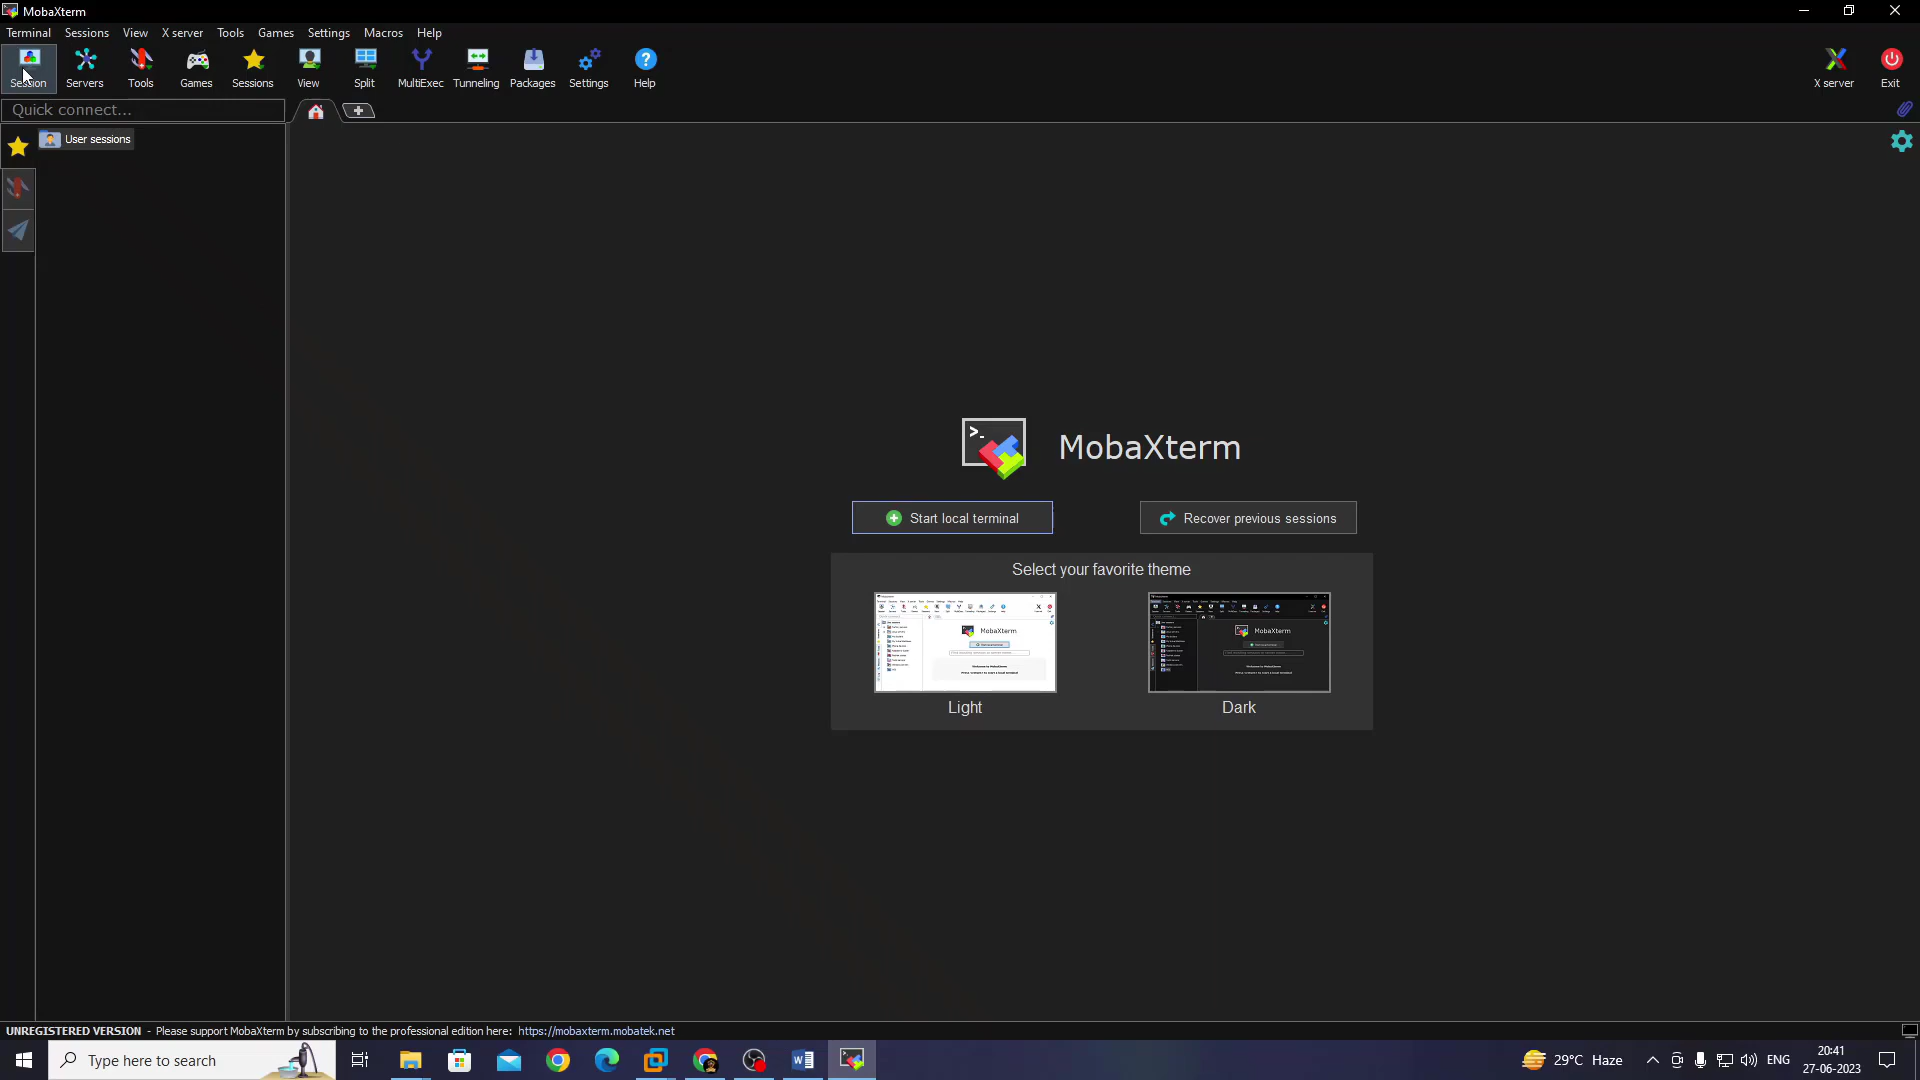 MobaXterm
Terminal Sessions View X server Tools Games Settings Macros Help
Session Servers Tools Games Sessions View Split MultiExec Tunneling Packages Settings Help X server Exit
Quick connect...
User sessions
MobaXterm
Start local terminal Recover previous sessions
Select your favorite theme
MobaXterm MobaXterm
Light Dark
UNREGISTERED VERSION - Please support MobaXterm by subscribing to the professional edition here: https://mobaxterm.mobatek.net
Type here to search 29°C Haze ENG 20:41
27-06-2023